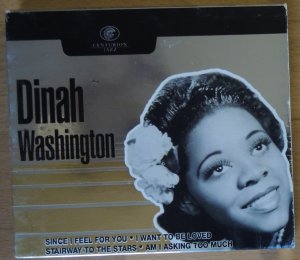 CENTURION
JAZZ
Dinah
Washington
SINCE I FEEL FOR YOU • I WANT TO BE LOVED
STAIRWAY TO THE STARS • AM I ASKING TOO MUCH